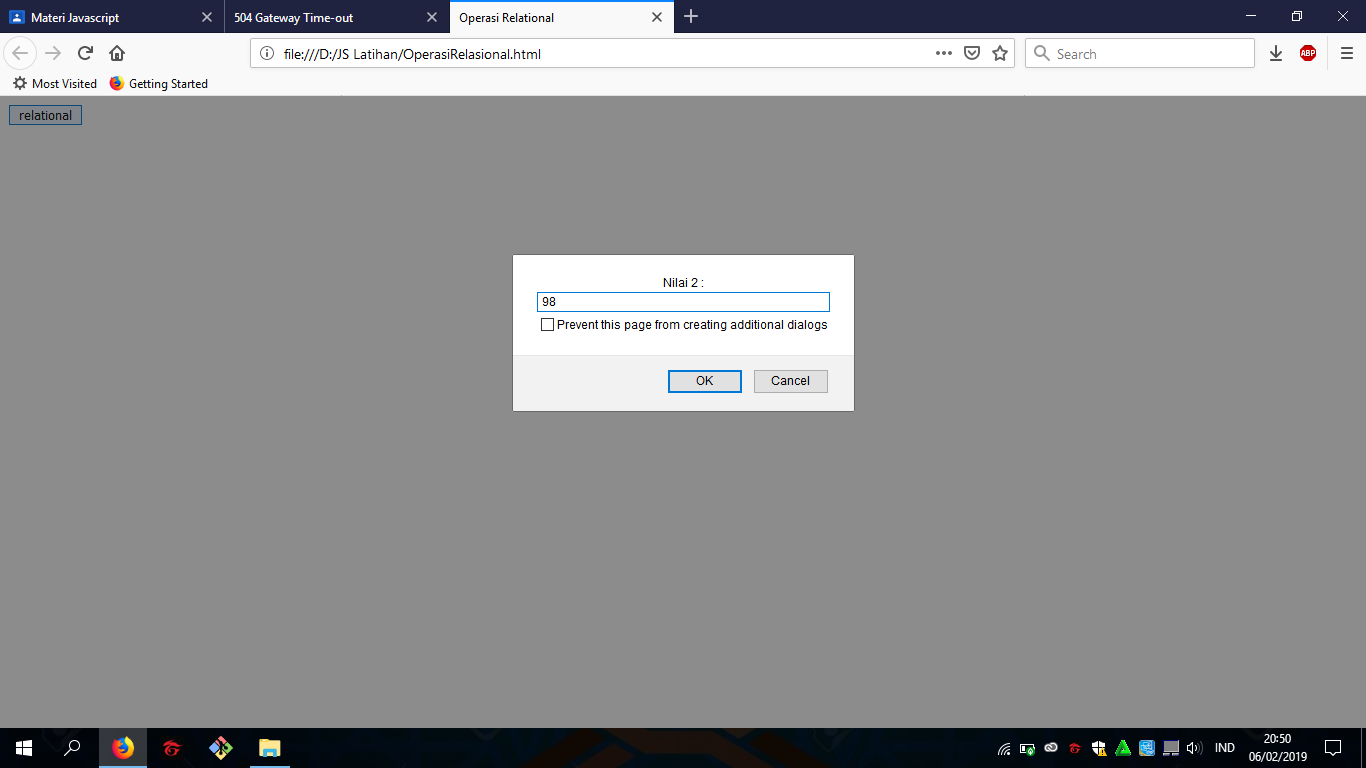 Materi Javascript
504 Gateway Time-out
Operasi Relational
file:///D:/JS Latihan/OperasiRelasional.html
Search
ABP
Most Visited
Getting Started
relational
Nilai 2 :
98
Prevent this page from creating additional dialogs
OK
Cancel
IND
20:50
06/02/2019